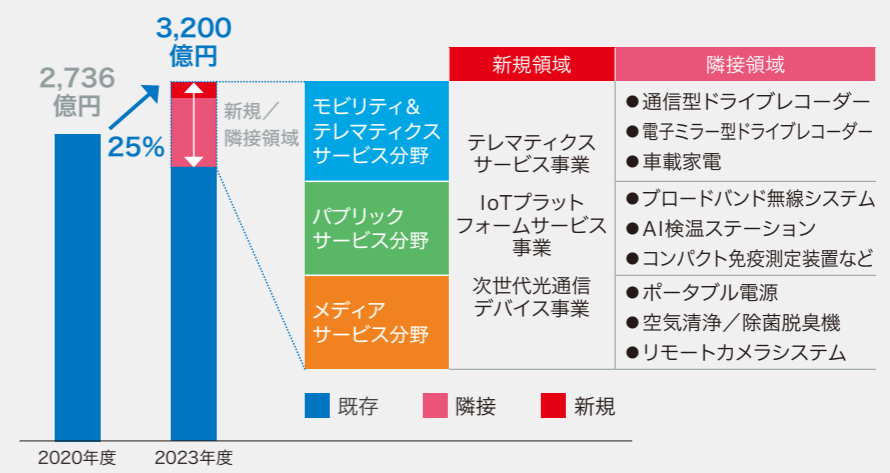 2,736
億円
3,200
億円
25%
新規／
隣接領域
新規領域
隣接領域
モビリティ&
テレマティクス
サービス分野
パブリック
サービス分野
メディア
サービス分野
テレマティクス
サービス事業
IoTプラット
フォームサービス
事業
次世代光通信
デバイス事業
●通信型ドライブレコーダー
●電子ミラー型ドライブレコーダー
●車載家電
●ブロードバンド無線システム
●AI検温ステーション
●コンパクト免疫測定装置など
●ポータブル電源
●空気清浄／除菌脱臭機
●リモートカメラシステム
既存
隣接
新規
2020年度
2023年度